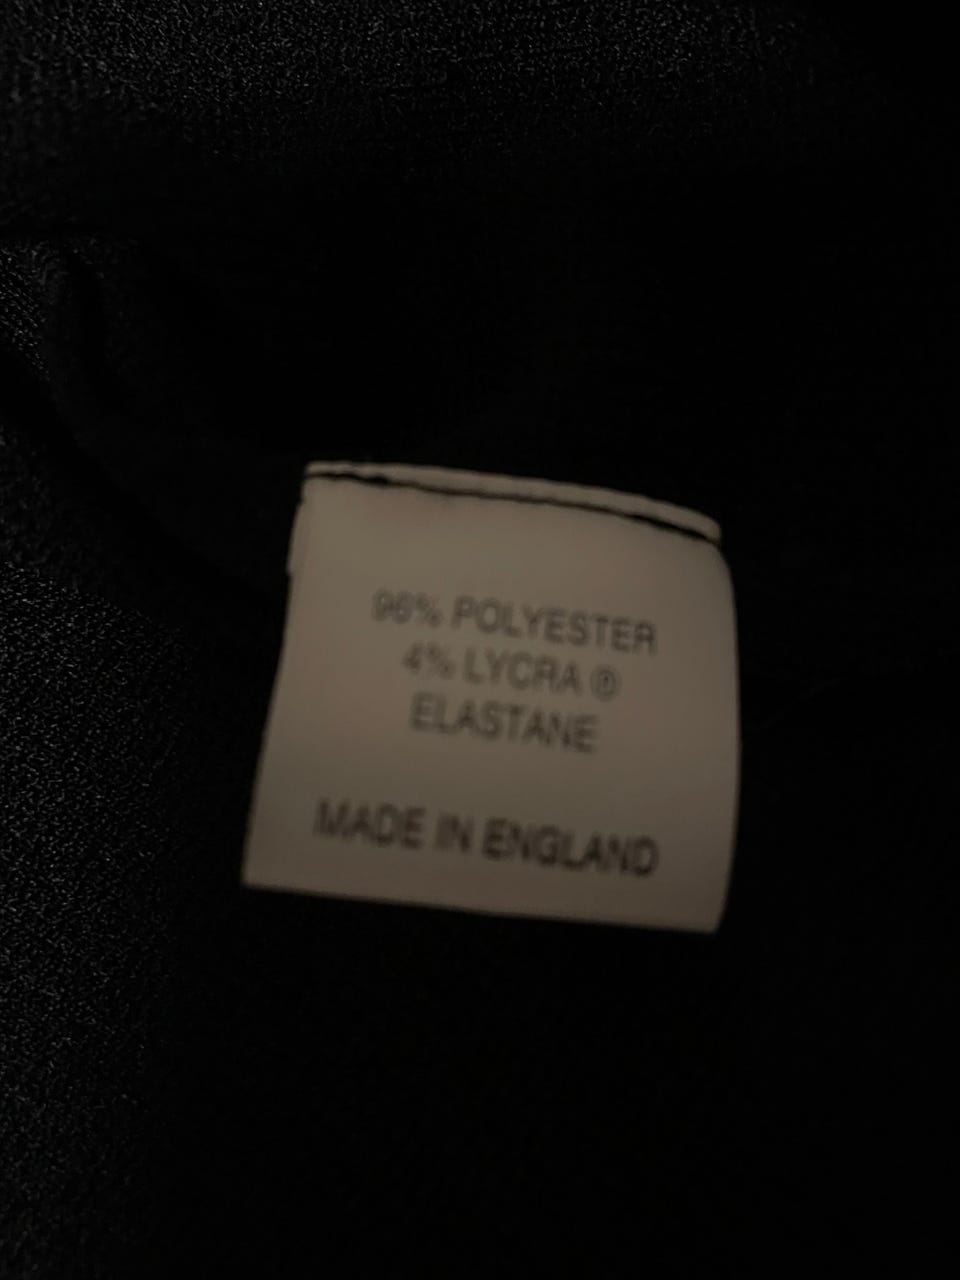 96% POLYESTER
4% LYCRA ®
ELASTANE
MADE IN ENGLAND